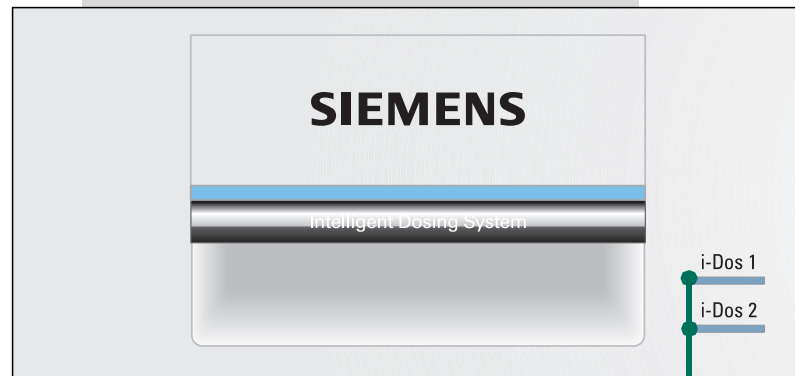 SIEMENS
Intelligent Dosing System
i-Dos 1
i-Dos 2